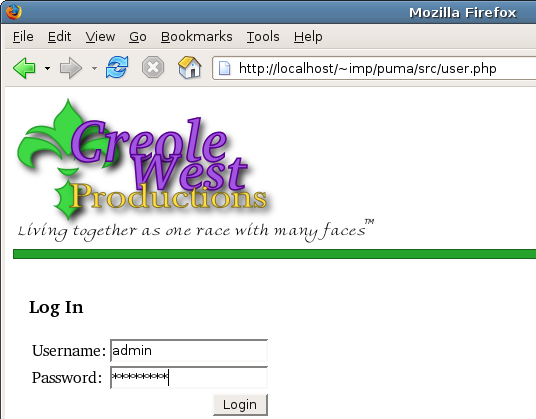 Mozilla Firefox
File Edit View Go Bookmarks Tools Help
http://localhost/~imp/puma/src/user.php
Creole
West
Productions
Living together as one race with many faces™
Log In
Username: admin
Password: ********
Login